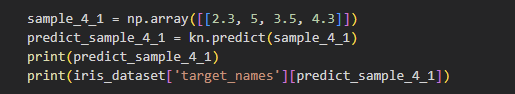 sample_4_1 = np.array([[2.3, 5, 3.5, 4.3]])
predict_sample_4_1 = kn.predict(sample_4_1)
print(predict_sample_4_1)
print(iris_dataset['target_names'][predict_sample_4_1])